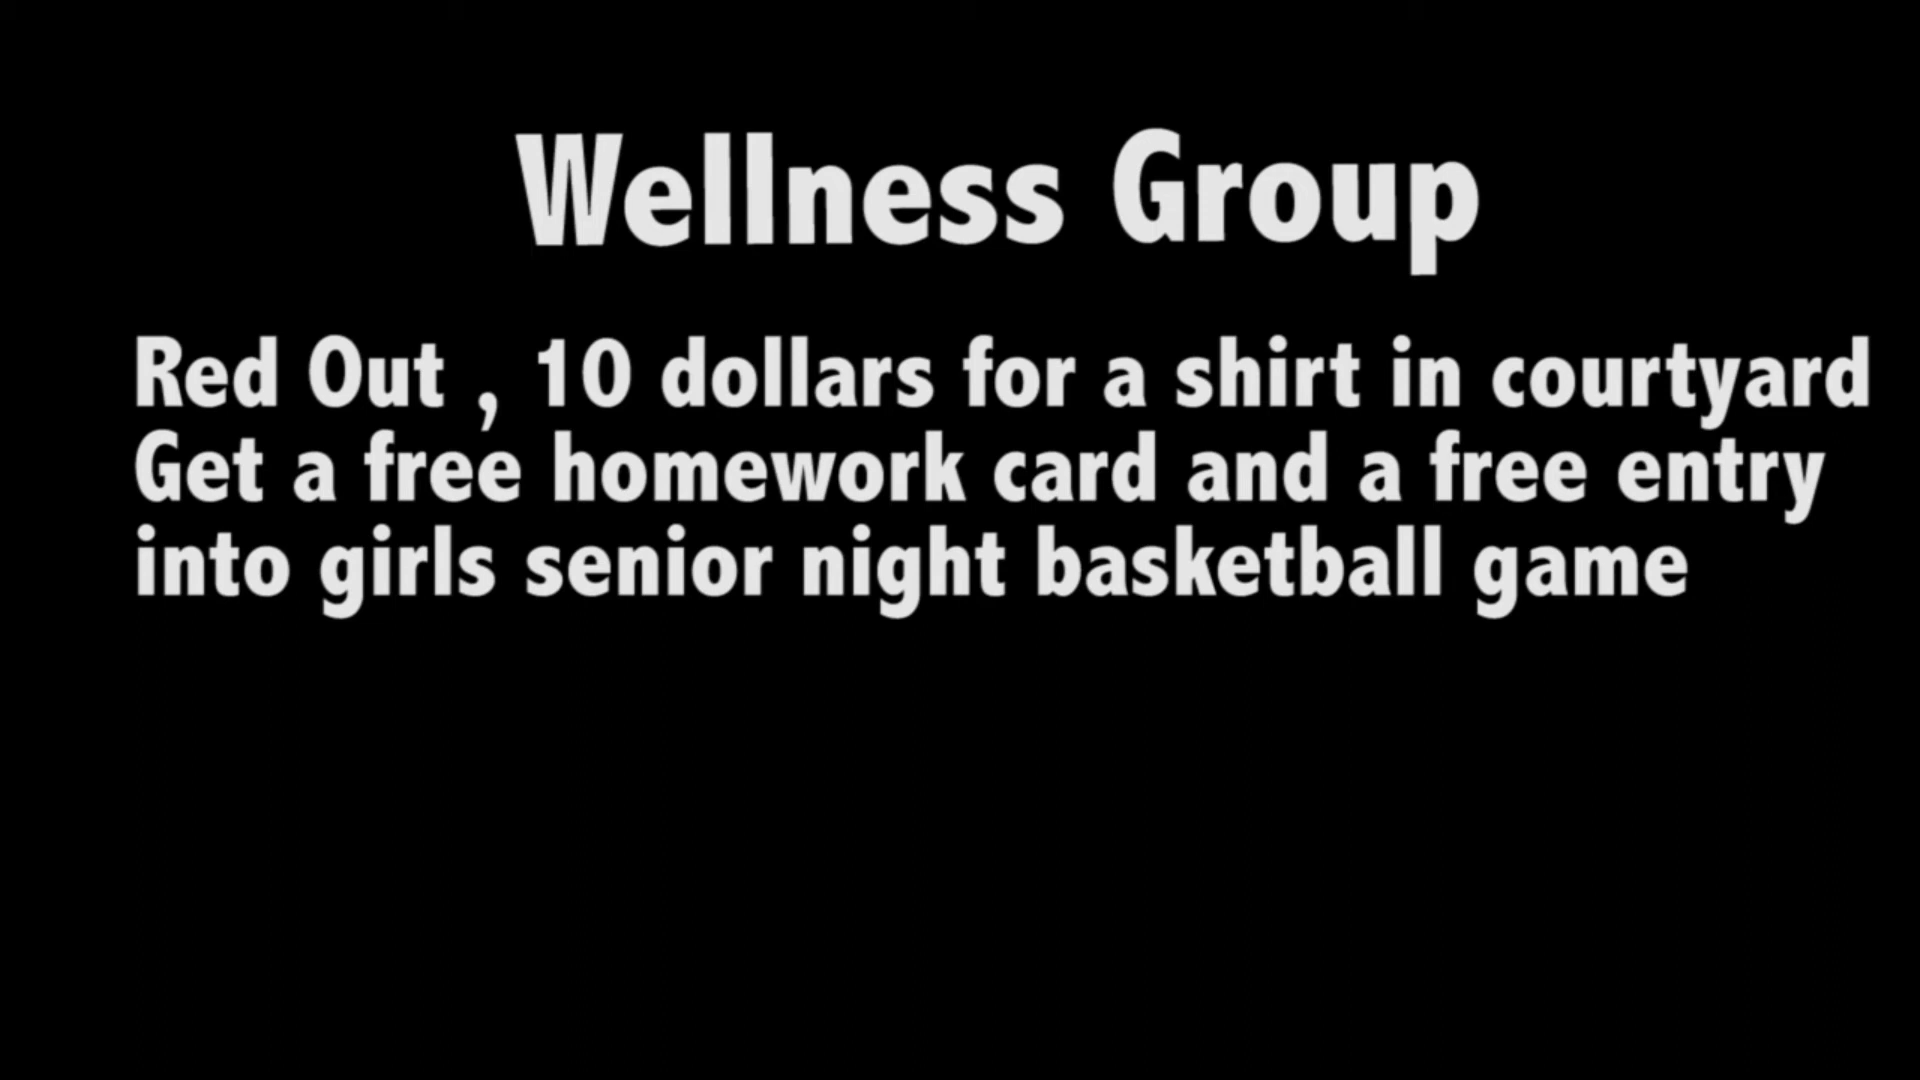 Wellness Group
Red Out , 10 dollars for a shirt in courtyard
Get a free homework card and a free entry
into girls senior night basketball game